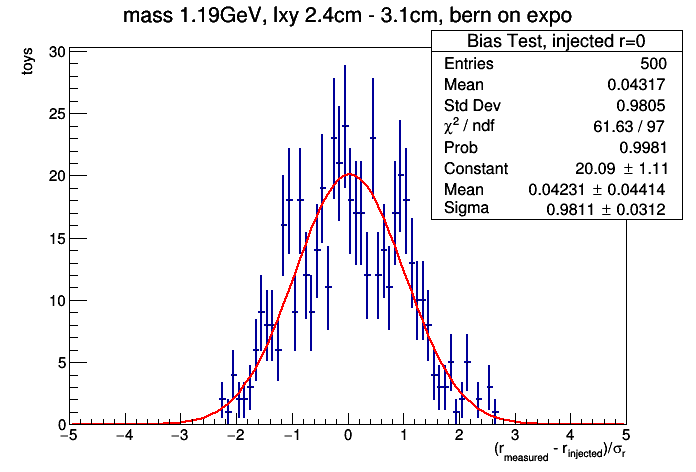 mass 1.19GeV, lxy 2.4cm - 3.1cm, bern on expo
Bias Test, injected r=0
Entries 500
Mean 0.04317
Std Dev 0.9805
χ² / ndf 61.63 / 97
Prob 0.9981
Constant 20.09 ± 1.11
Mean 0.04231 ± 0.04414
Sigma 0.9811 ± 0.0312
toys
30
25
20
15
10
5
0
−5 −4 −3 −2 −1 0 1 2 3 4 5
(r_measured - r_injected)/σ_r